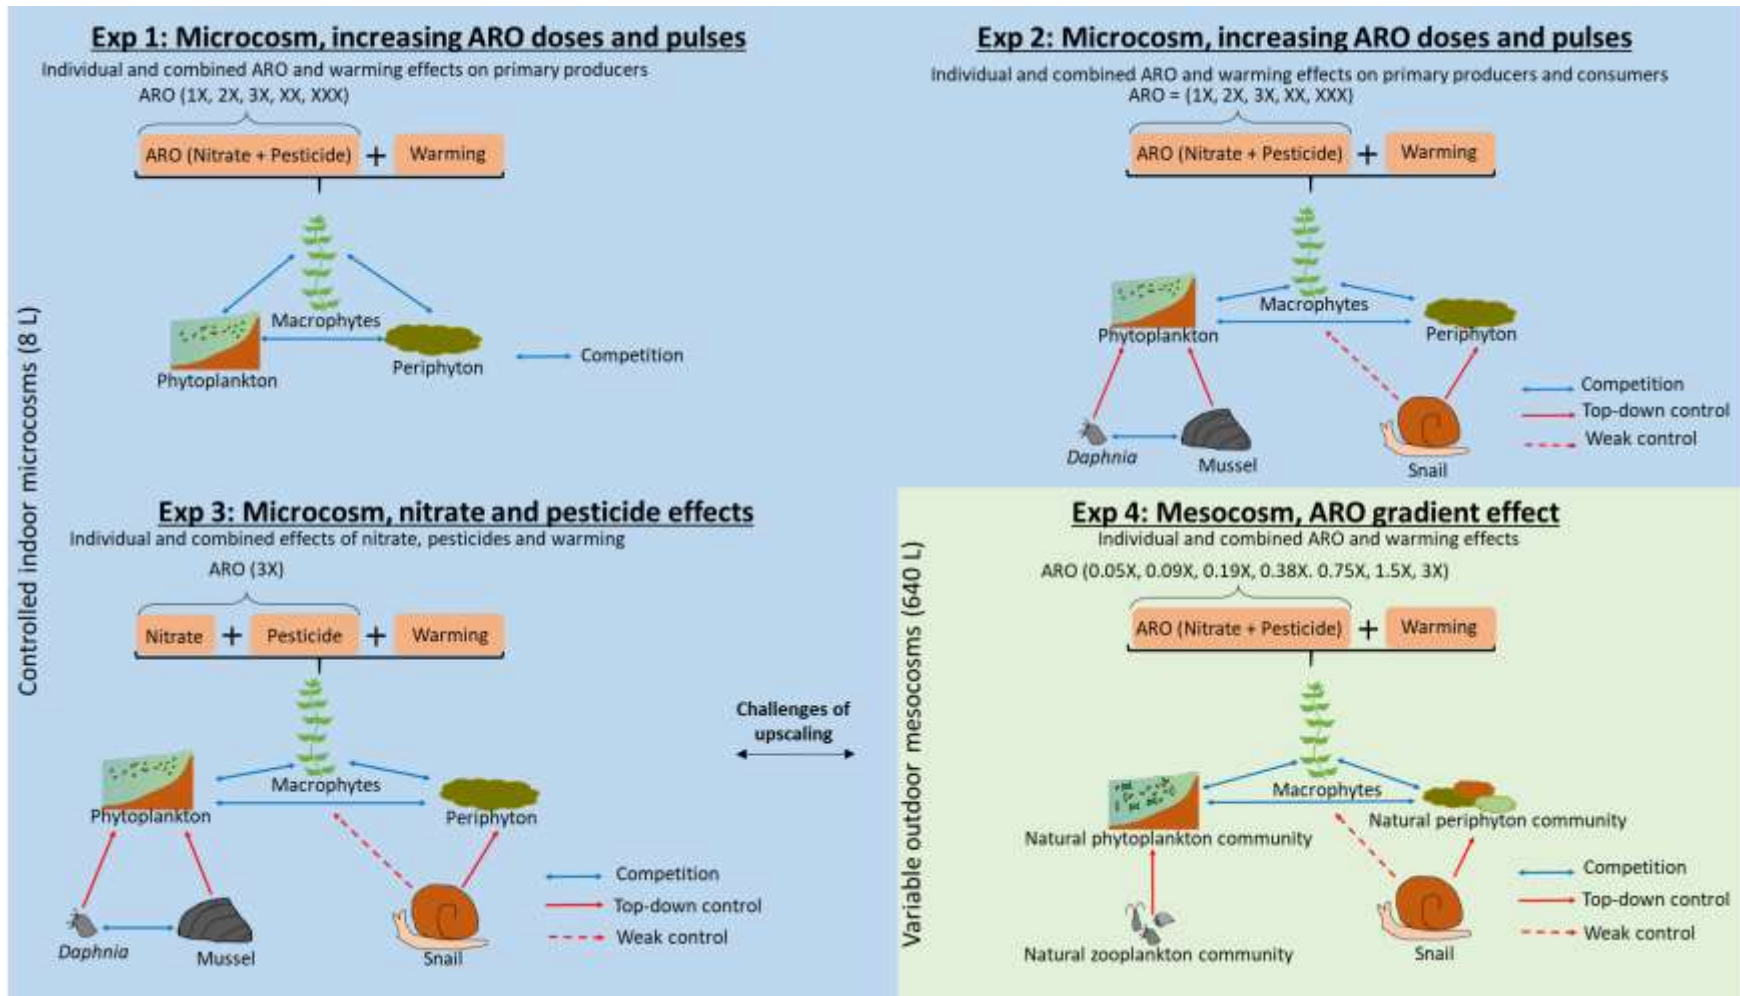 Controlled indoor microcosms (8 L)
Exp 1: Microcosm, increasing ARO doses and pulses
Individual and combined ARO and warming effects on primary producers
ARO (1X, 2X, 3X, XX, XXX)
ARO (Nitrate + Pesticide) + Warming
Macrophytes
Phytoplankton
Periphyton
Competition
Exp 2: Microcosm, increasing ARO doses and pulses
Individual and combined ARO and warming effects on primary producers and consumers
ARO = (1X, 2X, 3X, XX, XXX)
ARO (Nitrate + Pesticide) + Warming
Macrophytes
Phytoplankton
Periphyton
Daphnia
Mussel
Snail
Competition
Top-down control
Weak control
Exp 3: Microcosm, nitrate and pesticide effects
Individual and combined effects of nitrate, pesticides and warming
ARO (3X)
Nitrate + Pesticide + Warming
Macrophytes
Phytoplankton
Periphyton
Daphnia
Mussel
Snail
Competition
Top-down control
Weak control
Challenges of
upscaling
Variable outdoor mesocosms (640 L)
Exp 4: Mesocosm, ARO gradient effect
Individual and combined ARO and warming effects
ARO (0.05X, 0.09X, 0.19X, 0.38X. 0.75X, 1.5X, 3X)
ARO (Nitrate + Pesticide) + Warming
Macrophytes
Natural phytoplankton community
Natural periphyton community
Natural zooplankton community
Snail
Competition
Top-down control
Weak control